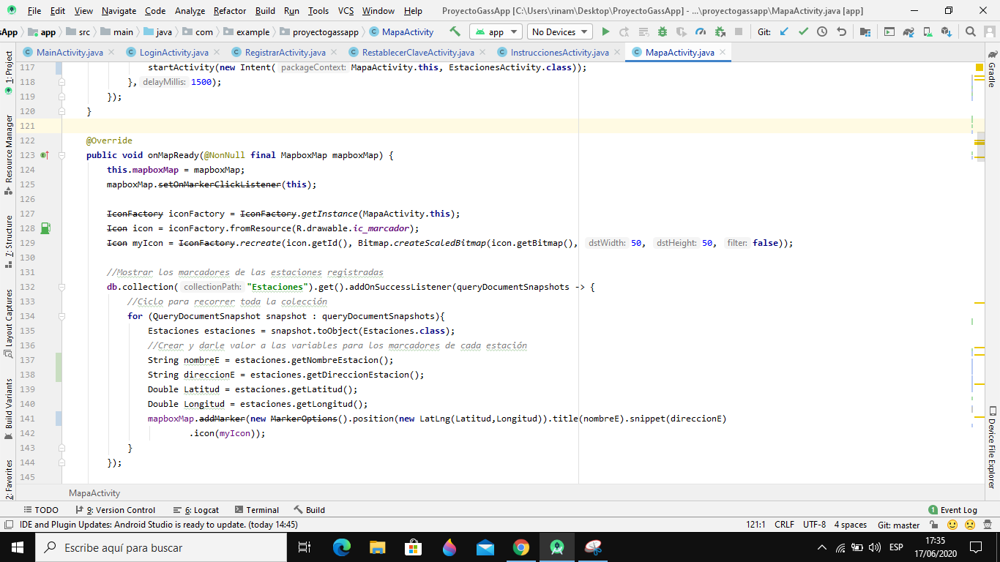 File Edit View Navigate Code Analyze Refactor Build Run Tools VCS Window Help ProyectoGassApp [C:\Users\rinam\Desktop\ProyectoGassApp] - ...\proyectogassapp\MapaActivity.java [app]
sApp app src main java com example proyectogassapp MapaActivity app No Devices Git:
MainActivity.java LoginActivity.java RegistrarActivity.java RestablecerClaveActivity.java InstruccionesActivity.java MapaActivity.java
1: Project
Resource Manager
7: Structure
Layout Captures
Build Variants
2: Favorites
117 startActivity(new Intent( packageContext: MapaActivity.this, EstacionesActivity.class));
118 }, delayMillis: 1500);
119 });
120 }
121
122 @Override
123 public void onMapReady(@NonNull final MapboxMap mapboxMap) {
124 this.mapboxMap = mapboxMap;
125 mapboxMap.setOnMarkerClickListener(this);
126
127 IconFactory iconFactory = IconFactory.getInstance(MapaActivity.this);
128 Icon icon = iconFactory.fromResource(R.drawable.ic_marcador);
129 Icon myIcon = IconFactory.recreate(icon.getId(), Bitmap.createScaledBitmap(icon.getBitmap(), dstWidth: 50, dstHeight: 50, filter: false));
130
131 //Mostrar los marcadores de las estaciones registradas
132 db.collection( collectionPath: "Estaciones").get().addOnSuccessListener(queryDocumentSnapshots -> {
133 //Ciclo para recorrer toda la colección
134 for (QueryDocumentSnapshot snapshot : queryDocumentSnapshots){
135 Estaciones estaciones = snapshot.toObject(Estaciones.class);
136 //Crear y darle valor a las variables para los marcadores de cada estación
137 String nombreE = estaciones.getNombreEstacion();
138 String direccionE = estaciones.getDireccionEstacion();
139 Double Latitud = estaciones.getLatitud();
140 Double Longitud = estaciones.getLongitud();
141 mapboxMap.addMarker(new MarkerOptions().position(new LatLng(Latitud,Longitud)).title(nombreE).snippet(direccionE)
142 .icon(myIcon));
143 }
144 });
145
Gradle
Device File Explorer
MapaActivity
TODO 9: Version Control 6: Logcat Terminal Build 1 Event Log
IDE and Plugin Updates: Android Studio is ready to update. (today 14:45) 121:1 CRLF UTF-8 4 spaces Git: master
Escribe aquí para buscar ESP 17:35
17/06/2020